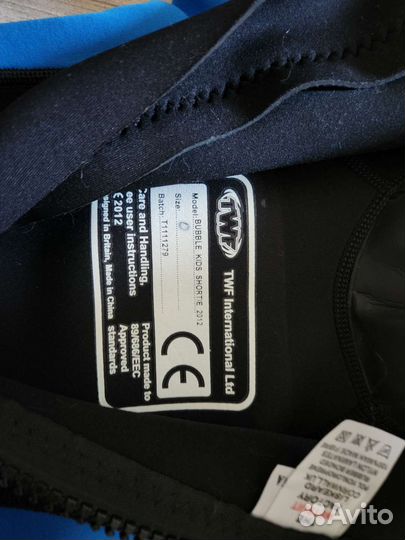 TWF
TWF International Ltd
Model: BUBBLE KIDS SHORTIE 2012
Size: 0
Batch: T1111279
CE
Product made to
89/686/EEC
Approved
standards
Care and Handling.
user instructions
2012
Designed in Britain, Made in China
Avito